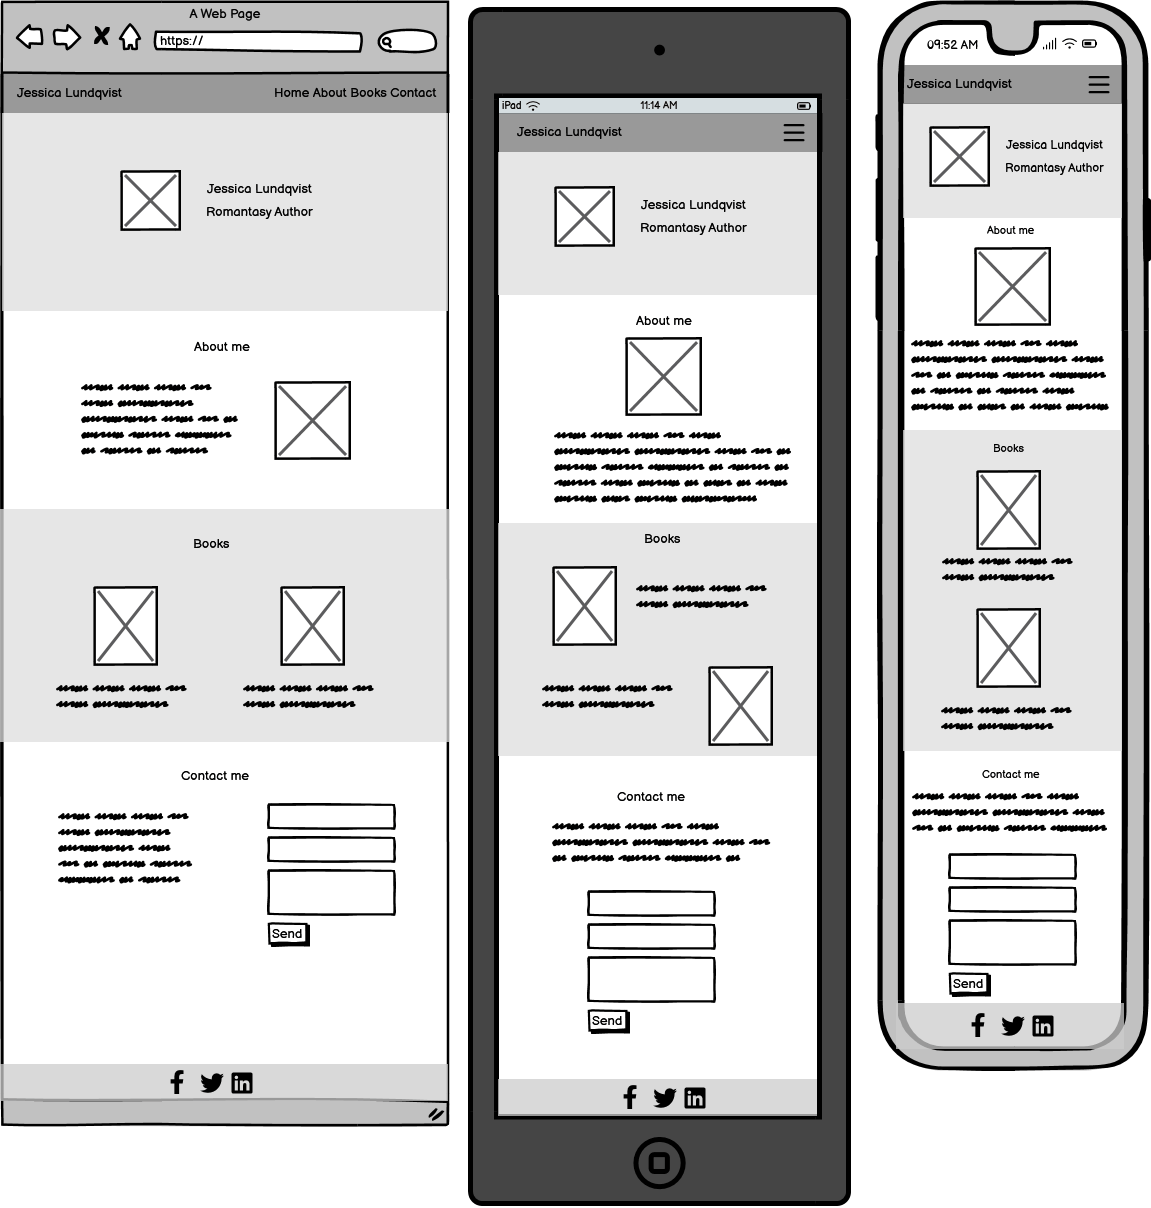 A Web Page
https://
Jessica Lundqvist
Home About Books Contact
Jessica Lundqvist
Romantasy Author
About me
Books
Contact me
Send
iPad
11:14 AM
Jessica Lundqvist
Jessica Lundqvist
Romantasy Author
About me
Books
Contact me
Send
09:52 AM
Jessica Lundqvist
Jessica Lundqvist
Romantasy Author
About me
Books
Contact me
Send